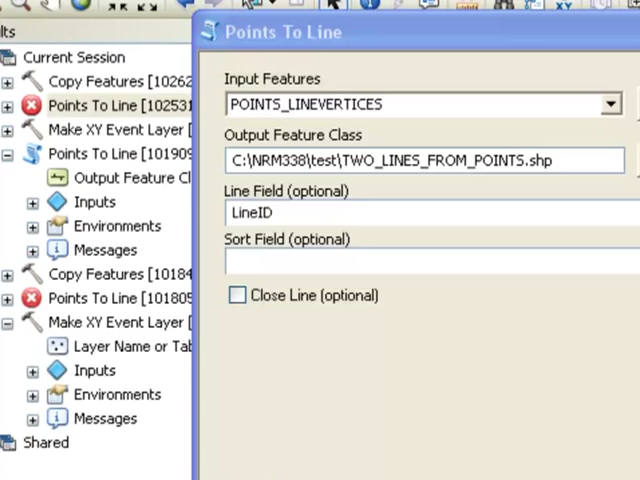 lts
Current Session
Copy Features [10262
Points To Line [102531
Make XY Event Layer [
Points To Line [101909
Output Feature Cl
Inputs
Environments
Messages
Copy Features [10184
Points To Line [101805
Make XY Event Layer [
Layer Name or Tab
Inputs
Environments
Messages
Shared
Points To Line
Input Features
POINTS_LINEVERTICES
Output Feature Class
C:\NRM338\test\TWO_LINES_FROM_POINTS.shp
Line Field (optional)
LineID
Sort Field (optional)
Close Line (optional)